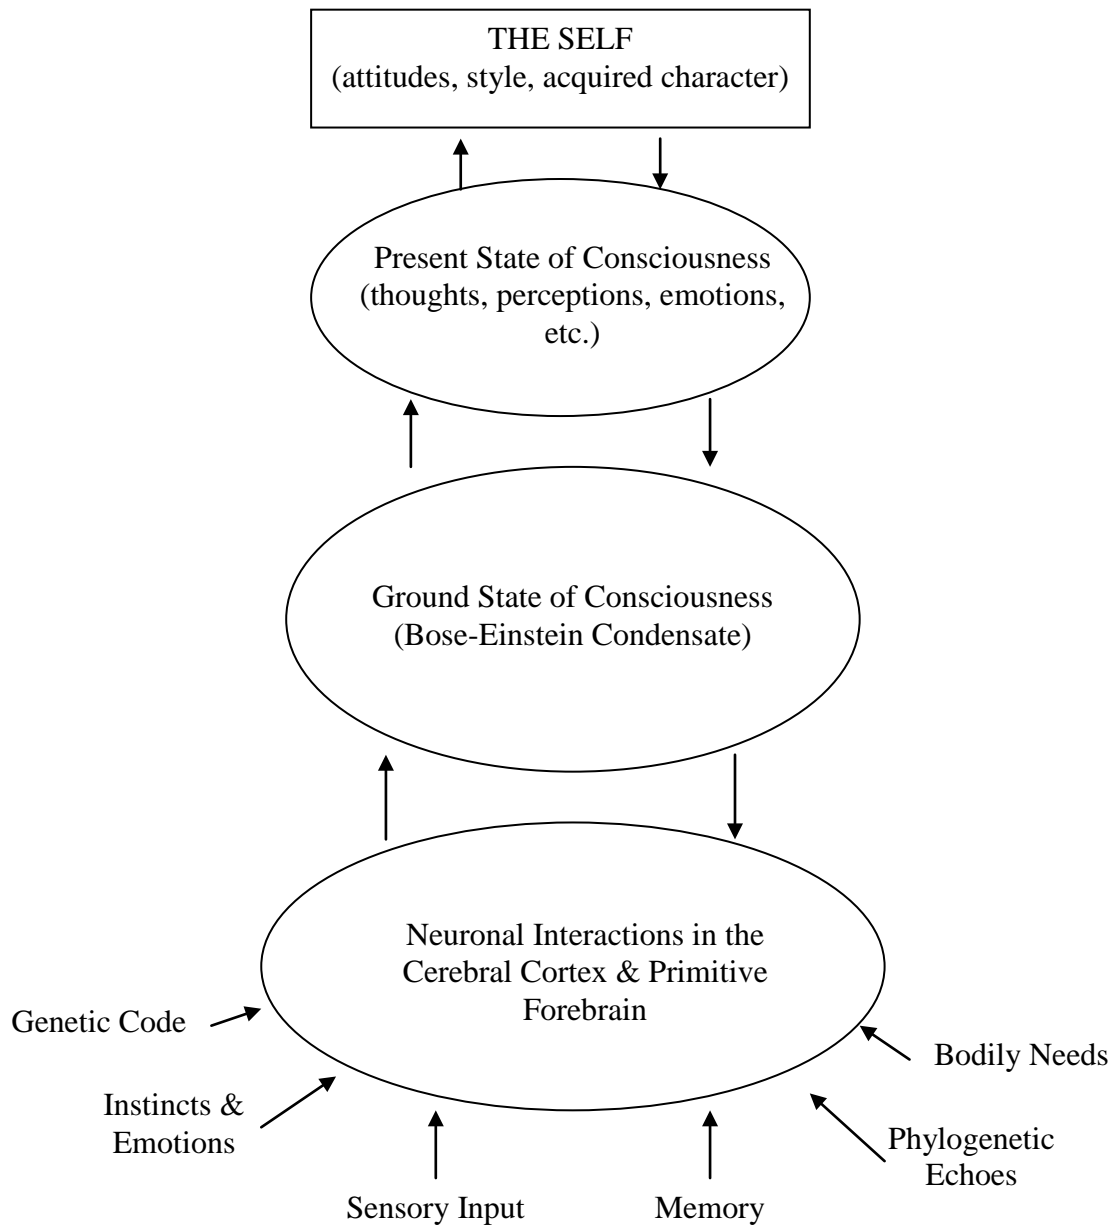 THE SELF
(attitudes, style, acquired character)
Present State of Consciousness
(thoughts, perceptions, emotions,
etc.)
Ground State of Consciousness
(Bose-Einstein Condensate)
Neuronal Interactions in the
Cerebral Cortex & Primitive
Forebrain
Genetic Code
Bodily Needs
Instincts &
Emotions
Phylogenetic
Echoes
Sensory Input
Memory